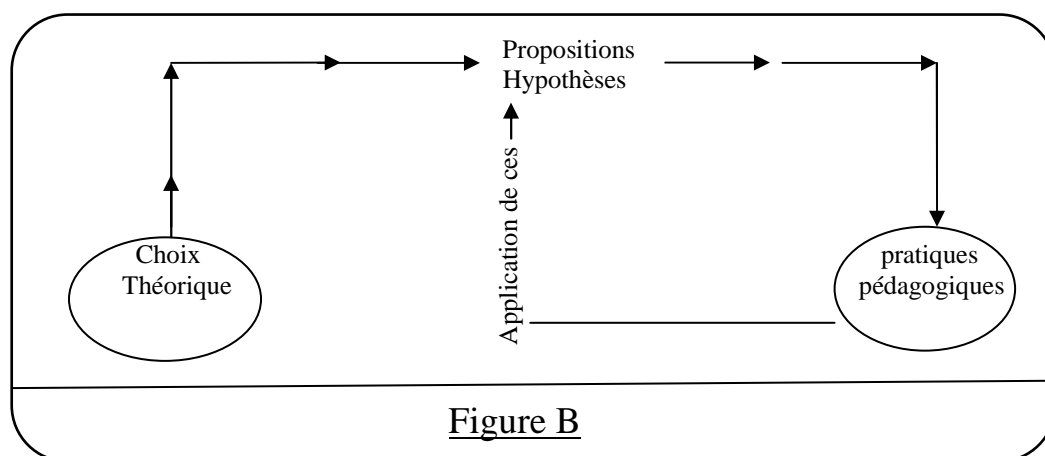 Propositions
Hypothèses
Application de ces
Choix
Théorique
pratiques
pédagogiques
Figure B